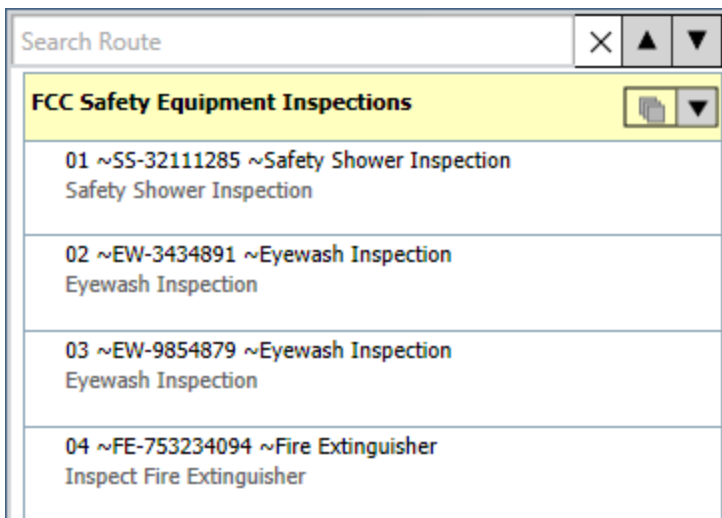 Search Route
FCC Safety Equipment Inspections
01 ~SS-32111285 ~Safety Shower Inspection
Safety Shower Inspection
02 ~EW-3434891 ~Eyewash Inspection
Eyewash Inspection
03 ~EW-9854879 ~Eyewash Inspection
Eyewash Inspection
04 ~FE-753234094 ~Fire Extinguisher
Inspect Fire Extinguisher